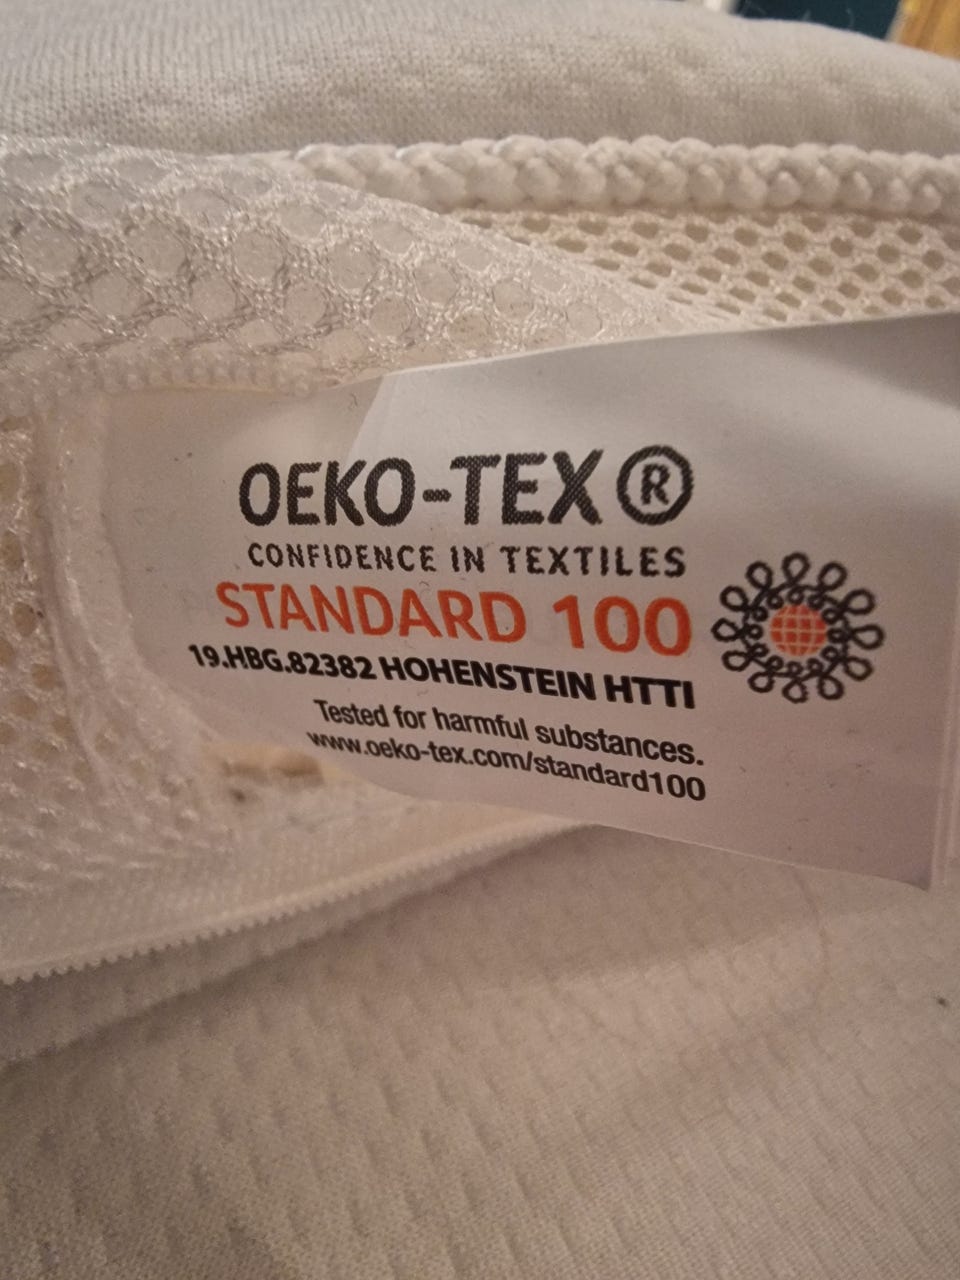 OEKO-TEX®
CONFIDENCE IN TEXTILES
STANDARD 100
19.HBG.82382 HOHENSTEIN HTTI
Tested for harmful substances.
www.oeko-tex.com/standard100